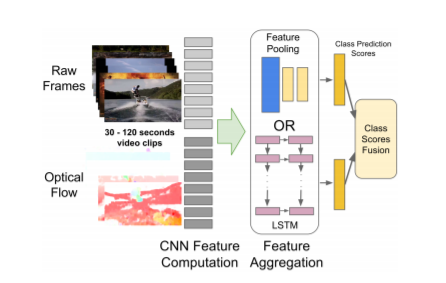 Raw
Frames
30 - 120 seconds
video clips
Optical
Flow
CNN Feature
Computation
Feature
Pooling
OR
LSTM
Feature
Aggregation
Class Prediction
Scores
Class
Scores
Fusion